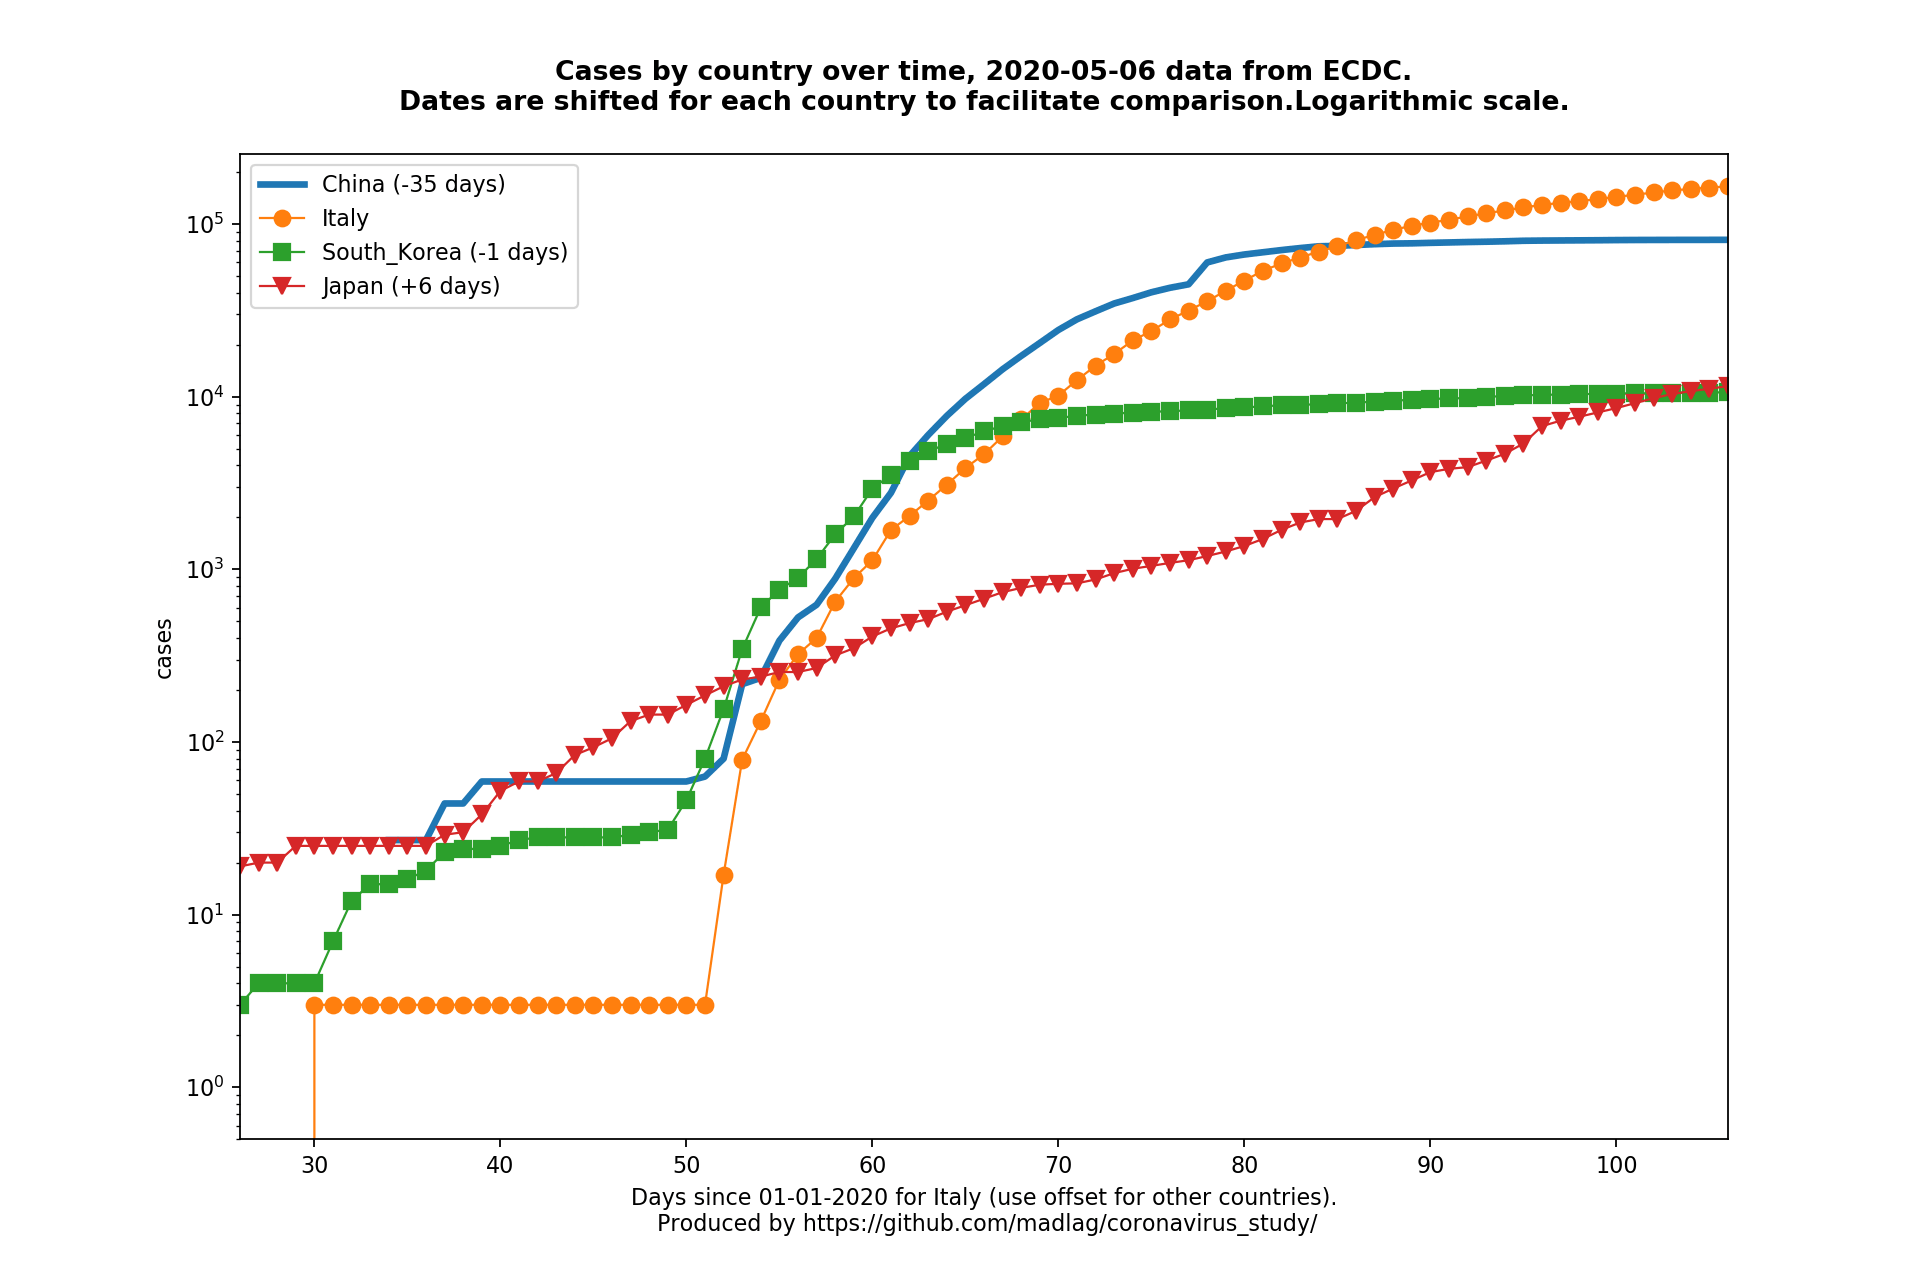 Cases by country over time, 2020-05-06 data from ECDC.
Dates are shifted for each country to facilitate comparison.Logarithmic scale.
China (-35 days)
Italy
South_Korea (-1 days)
Japan (+6 days)
10⁵
10⁴
10³
10²
10¹
10⁰
cases
30 40 50 60 70 80 90 100
Days since 01-01-2020 for Italy (use offset for other countries).
Produced by https://github.com/madlag/coronavirus_study/